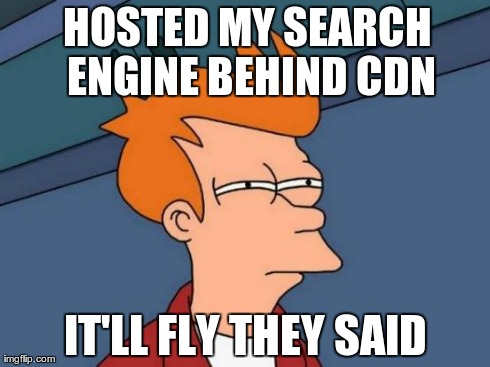 HOSTED MY SEARCH
ENGINE BEHIND CDN
IT'LL FLY THEY SAID
imgflip.com